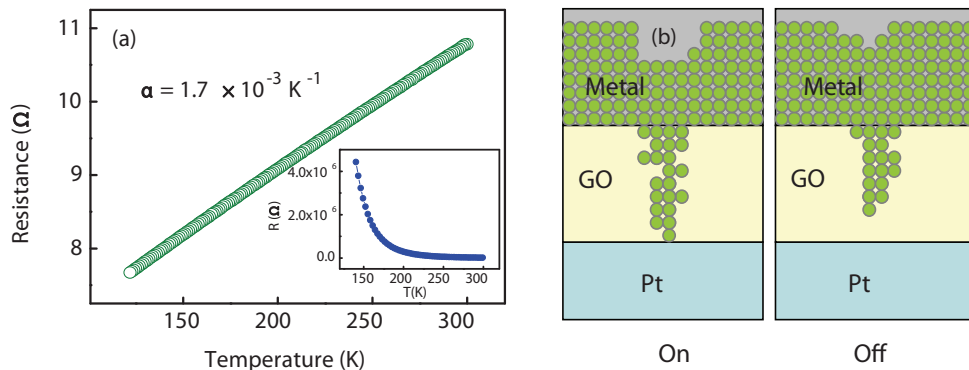 (a)
α = 1.7 × 10⁻³ K⁻¹
Resistance (Ω)
11
10
9
8
150
200
250
300
Temperature (K)
R (Ω)
4.0x10⁶
2.0x10⁶
0.0
150
200
250
300
T(K)
(b)
Metal
GO
Pt
On
Metal
GO
Pt
Off